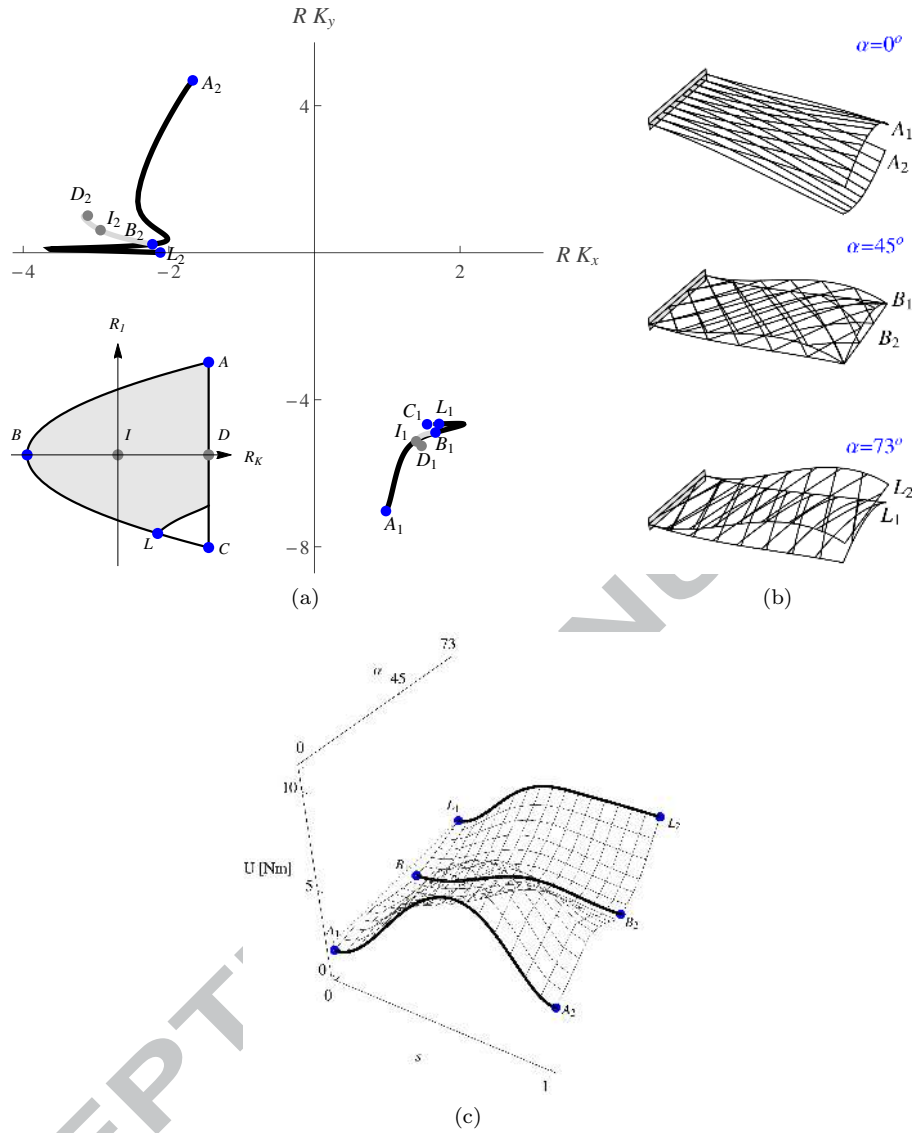 R K_y
4
A_2
D_2
I_2
B_2
L_2
−4
−2
2
R K_x
−4
C_1
L_1
I_1
B_1
D_1
A_1
−8
R_I
A
B
I
D
R_K
L
C
(a)
α=0°
A_1
A_2
α=45°
B_1
B_2
α=73°
L_2
L_1
(b)
73
α
45
0
10
U [Nm]
5
0
0
L_1
L_2
B
B_2
A_1
A_2
s
1
(c)